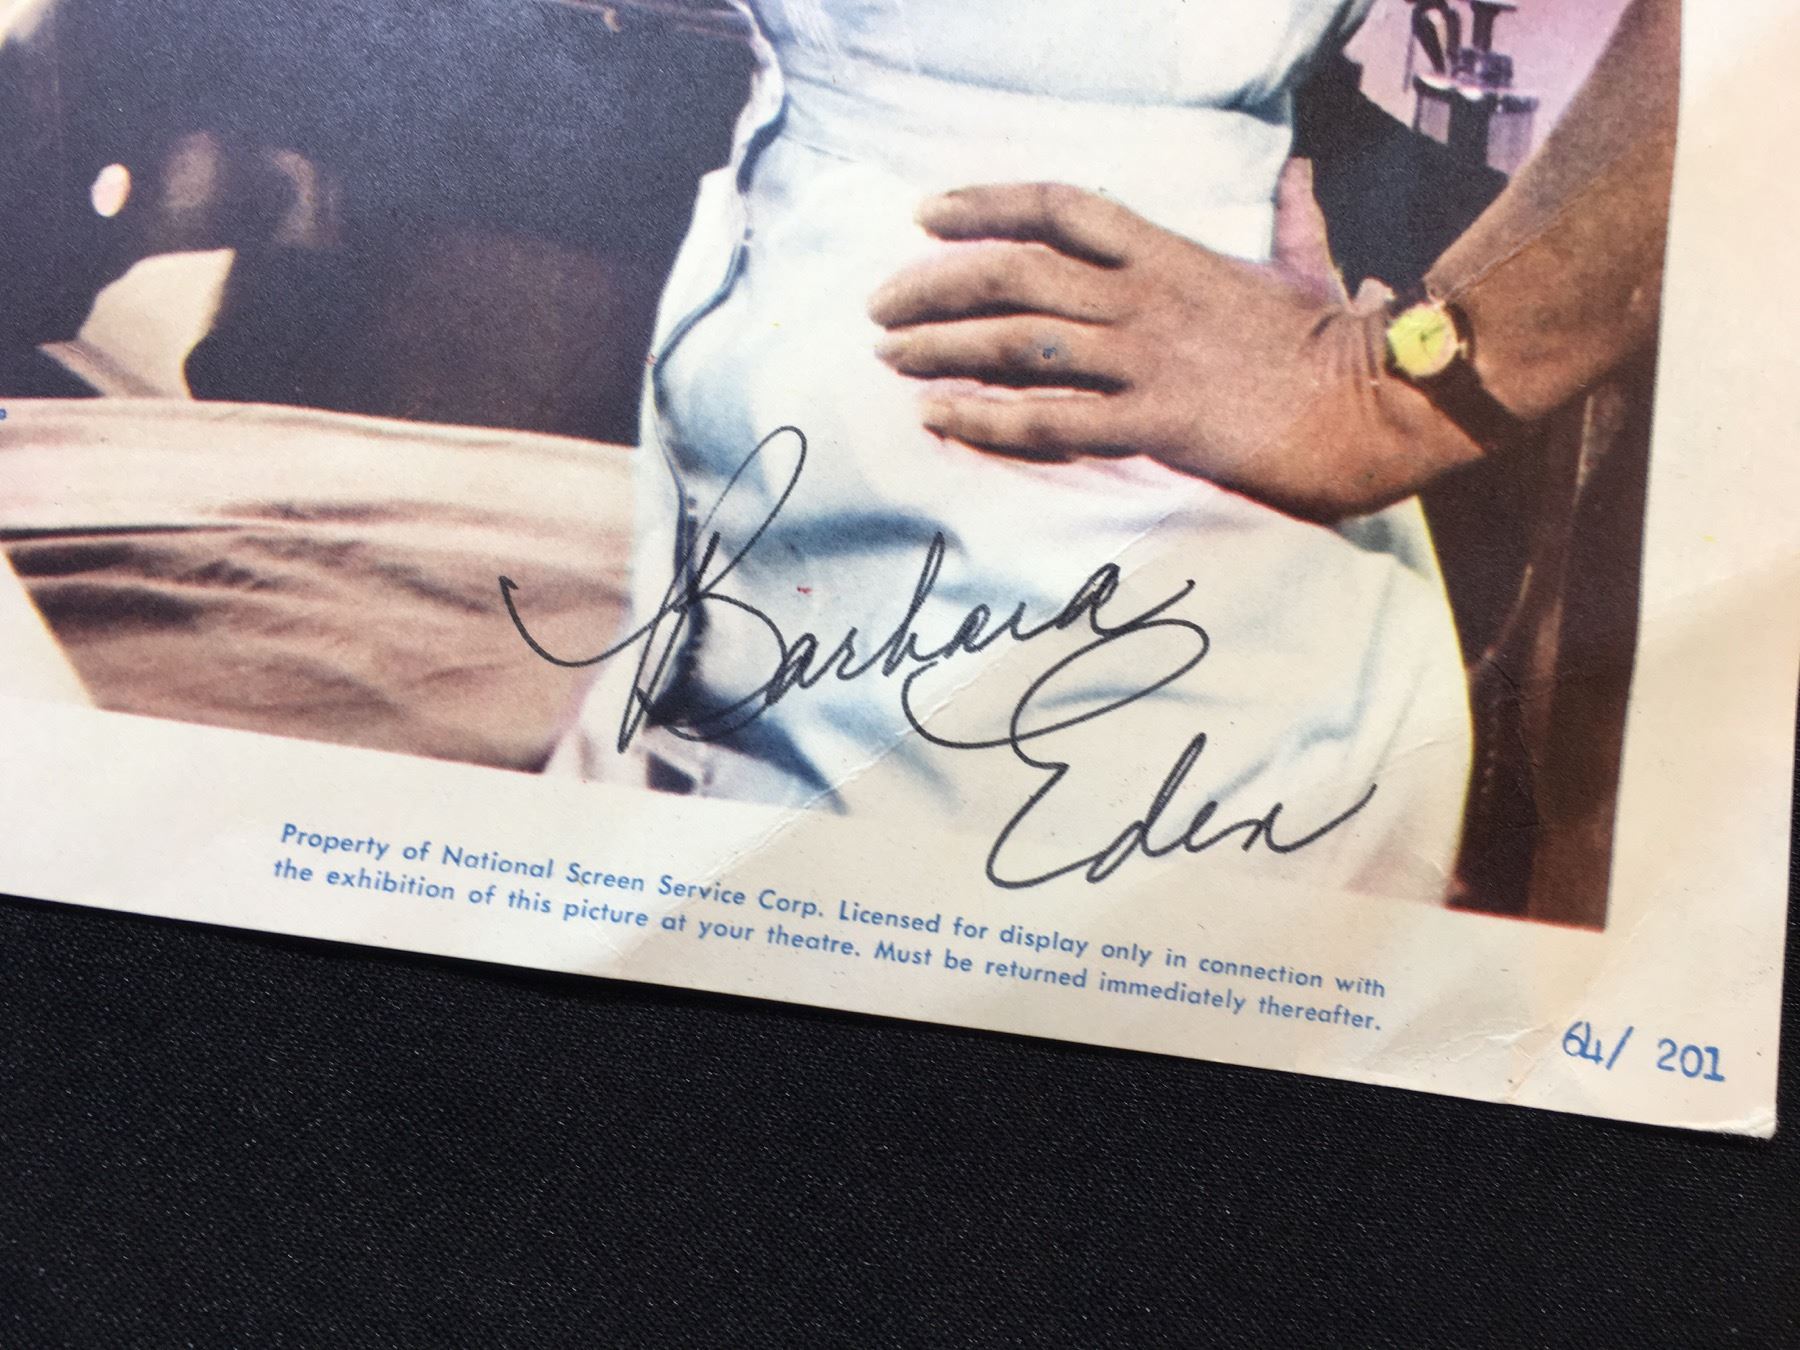 Barbara
Eden
Property of National Screen Service Corp. Licensed for display only in connection with
the exhibition of this picture at your theatre. Must be returned immediately thereafter.
64/ 201